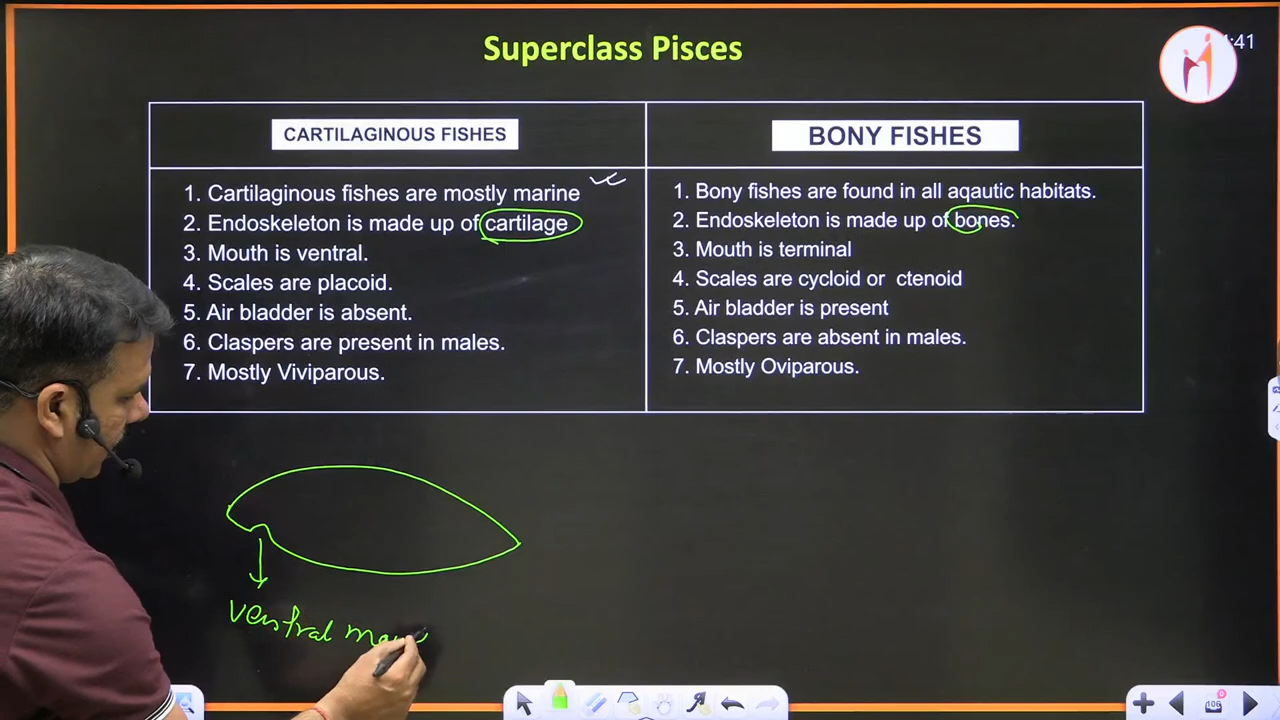 Superclass Pisces
:41
CARTILAGINOUS FISHES
1. Cartilaginous fishes are mostly marine
2. Endoskeleton is made up of cartilage
3. Mouth is ventral.
4. Scales are placoid.
5. Air bladder is absent.
6. Claspers are present in males.
7. Mostly Viviparous.
BONY FISHES
1. Bony fishes are found in all aqautic habitats.
2. Endoskeleton is made up of bones.
3. Mouth is terminal
4. Scales are cycloid or ctenoid
5. Air bladder is present
6. Claspers are absent in males.
7. Mostly Oviparous.
ventral
106